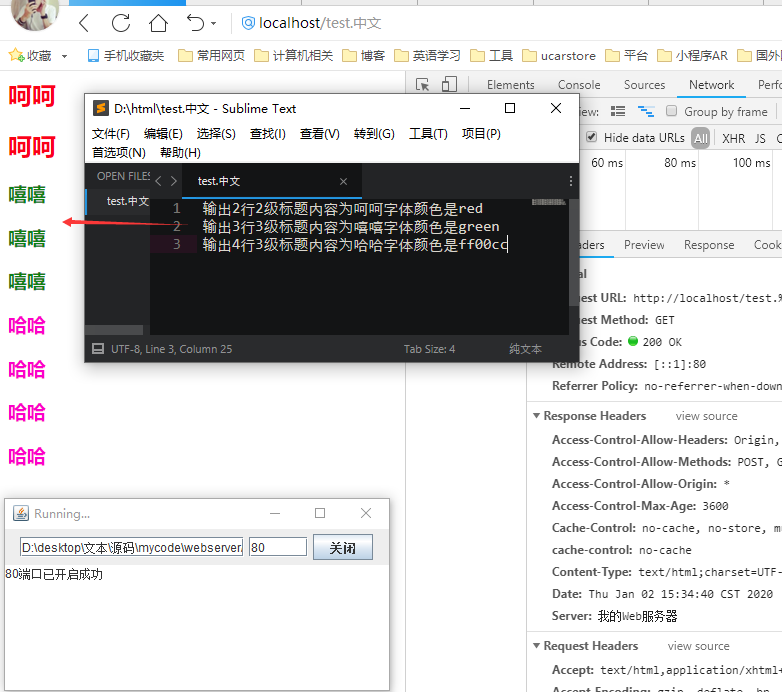 localhost/test.中文
收藏 手机收藏夹 常用网页 计算机相关 博客 英语学习 工具 ucarstore 平台 小程序AR 国外
呵呵
呵呵
嘻嘻
嘻嘻
嘻嘻
哈哈
哈哈
哈哈
哈哈
D:\html\test.中文 - Sublime Text
文件(F) 编辑(E) 选择(S) 查找(I) 查看(V) 转到(G) 工具(T) 项目(P)
首选项(N) 帮助(H)
OPEN FILES
test.中文
test.中文
1 输出2行2级标题内容为呵呵字体颜色是red
2 输出3行3级标题内容为嘻嘻字体颜色是green
3 输出4行3级标题内容为哈哈字体颜色是ff00cc
UTF-8, Line 3, Column 25 Tab Size: 4 纯文本
Elements Console Sources Network Perfo
iew: Group by frame
Hide data URLs All XHR JS
60 ms 80 ms 100 ms
aders Preview Response Cook
al
est URL: http://localhost/test.%
est Method: GET
us Code: 200 OK
Remote Address: [::1]:80
Referrer Policy: no-referrer-when-down
Response Headers view source
Access-Control-Allow-Headers: Origin,
Access-Control-Allow-Methods: POST, G
Access-Control-Allow-Origin: *
Access-Control-Max-Age: 3600
Cache-Control: no-cache, no-store, m
cache-control: no-cache
Content-Type: text/html;charset=UTF-
Date: Thu Jan 02 15:34:40 CST 2020
Server: 我的Web服务器
Request Headers view source
Accept: text/html,application/xhtml+
Running...
D:\desktop\文本\源码\mycode\webserver. 80 关闭
80端口已开启成功